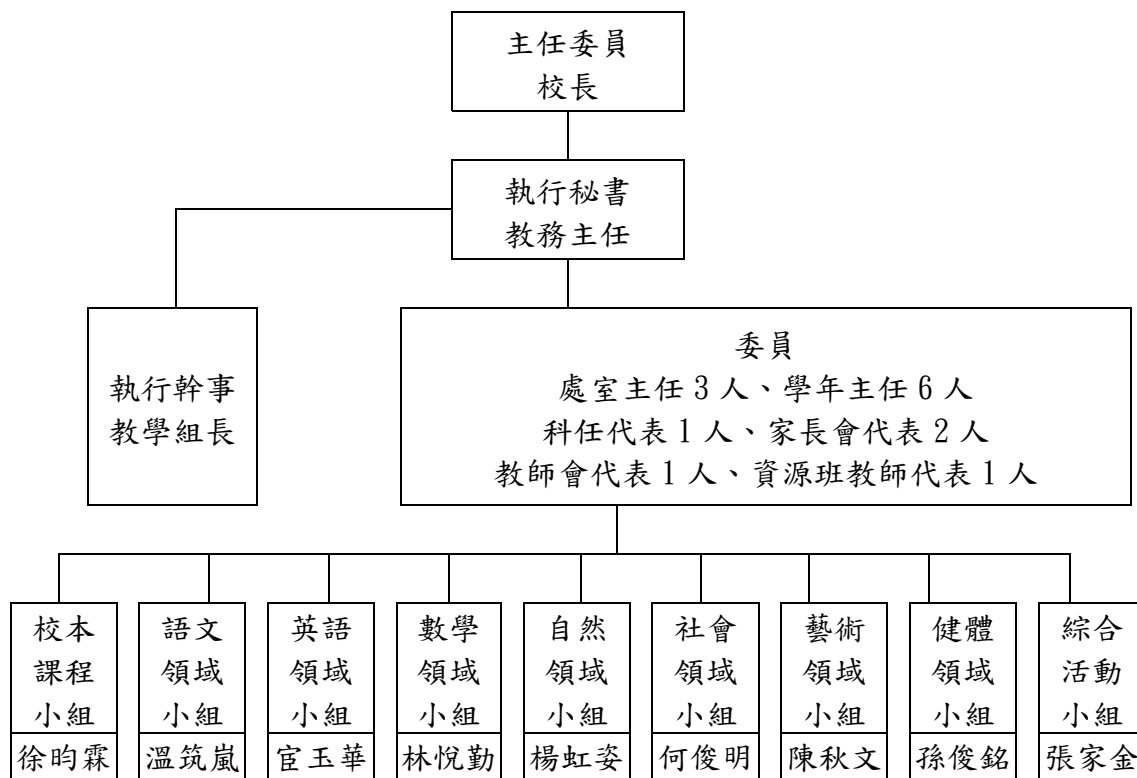 主任委員
校長
執行秘書
教務主任
執行幹事
教學組長
委員
處室主任 3 人、學年主任 6 人
科任代表 1 人、家長會代表 2 人
教師會代表 1 人、資源班教師代表 1 人
校本
課程
小組
徐昀霖
語文
領域
小組
溫筑嵐
英語
領域
小組
宦玉華
數學
領域
小組
林悅勤
自然
領域
小組
楊虹姿
社會
領域
小組
何俊明
藝術
領域
小組
陳秋文
健體
領域
小組
孫俊銘
綜合
活動
小組
張家金